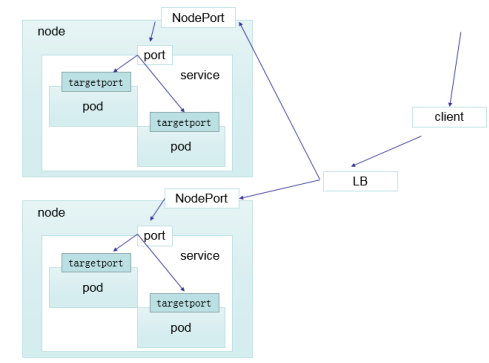 NodePort
node
port
service
targetport
pod
targetport
pod
client
LB
NodePort
node
port
service
targetport
pod
targetport
pod